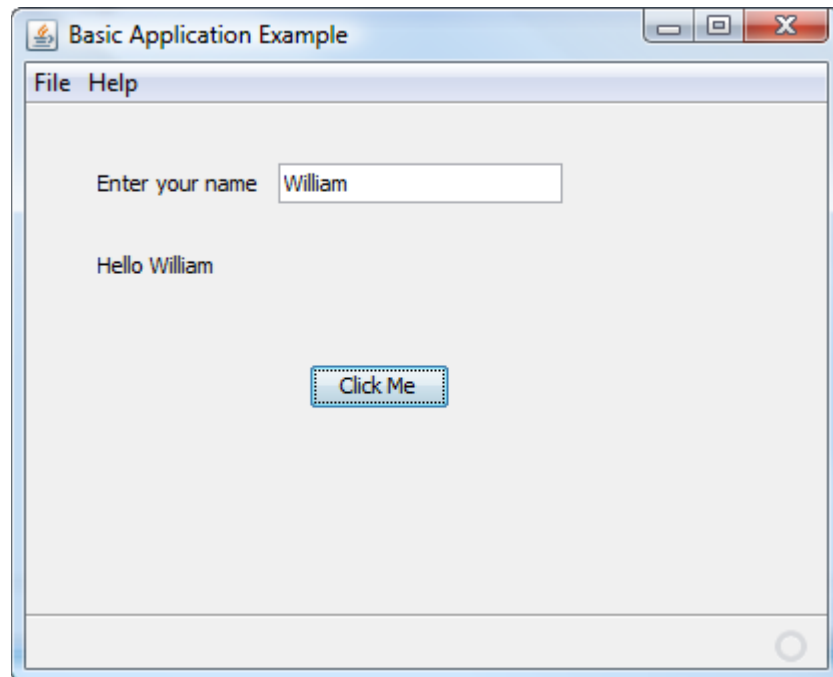 Basic Application Example
File Help
Enter your name William
Hello William
Click Me